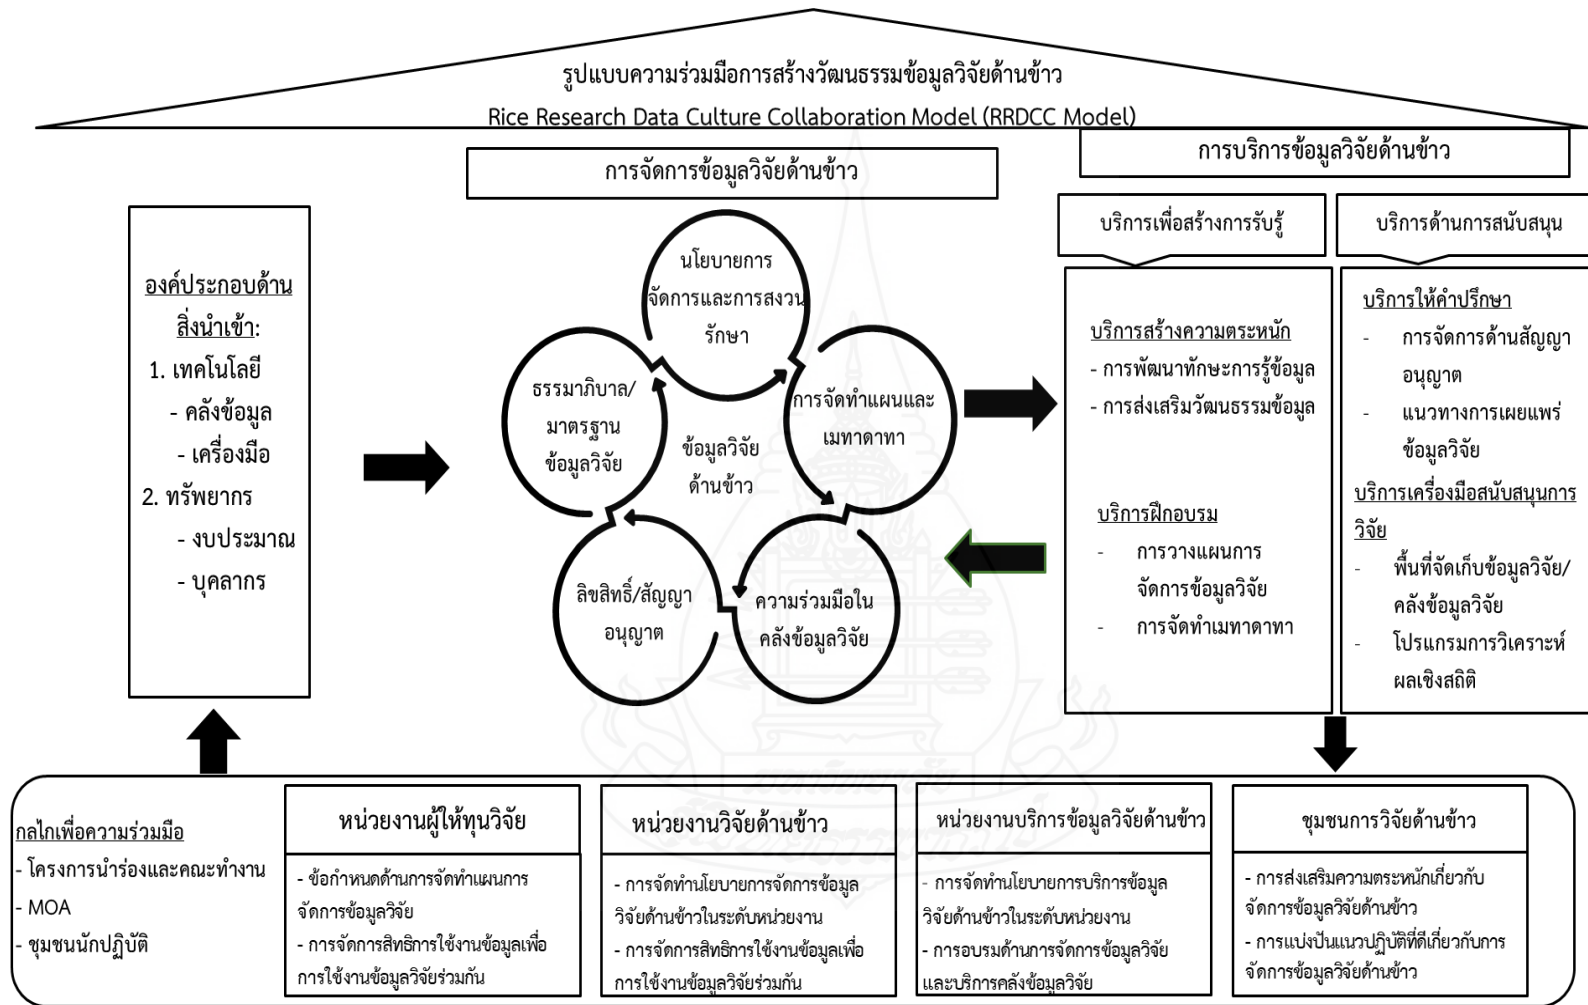 รูปแบบความร่วมมือการสร้างวัฒนธรรมข้อมูลวิจัยด้านข้าว
Rice Research Data Culture Collaboration Model (RRDCC Model)
การจัดการข้อมูลวิจัยด้านข้าว
การบริการข้อมูลวิจัยด้านข้าว
องค์ประกอบด้าน
สิ่งนำเข้า:
1. เทคโนโลยี
- คลังข้อมูล
- เครื่องมือ
2. ทรัพยากร
- งบประมาณ
- บุคลากร
นโยบายการ
จัดการและการสงวน
รักษา
การจัดทำแผนและ
เมทาดาทา
ความร่วมมือใน
คลังข้อมูลวิจัย
ลิขสิทธิ์/สัญญา
อนุญาต
ธรรมาภิบาล/
มาตรฐาน
ข้อมูลวิจัย
ข้อมูลวิจัย
ด้านข้าว
บริการเพื่อสร้างการรับรู้
บริการสร้างความตระหนัก
- การพัฒนาทักษะการรู้ข้อมูล
- การส่งเสริมวัฒนธรรมข้อมูล
บริการฝึกอบรม
- การวางแผนการ
จัดการข้อมูลวิจัย
- การจัดทำเมทาดาทา
บริการด้านการสนับสนุน
บริการให้คำปรึกษา
- การจัดการด้านสัญญา
อนุญาต
- แนวทางการเผยแพร่
ข้อมูลวิจัย
บริการเครื่องมือสนับสนุนการ
วิจัย
- พื้นที่จัดเก็บข้อมูลวิจัย/
คลังข้อมูลวิจัย
- โปรแกรมการวิเคราะห์
ผลเชิงสถิติ
กลไกเพื่อความร่วมมือ
- โครงการนำร่องและคณะทำงาน
- MOA
- ชุมชนนักปฏิบัติ
หน่วยงานผู้ให้ทุนวิจัย
- ข้อกำหนดด้านการจัดทำแผนการ
จัดการข้อมูลวิจัย
- การจัดการสิทธิการใช้งานข้อมูลเพื่อ
การใช้งานข้อมูลวิจัยร่วมกัน
หน่วยงานวิจัยด้านข้าว
- การจัดทำนโยบายการจัดการข้อมูล
วิจัยด้านข้าวในระดับหน่วยงาน
- การจัดการสิทธิการใช้งานข้อมูลเพื่อ
การใช้งานข้อมูลวิจัยร่วมกัน
หน่วยงานบริการข้อมูลวิจัยด้านข้าว
- การจัดทำนโยบายการบริการข้อมูล
วิจัยด้านข้าวในระดับหน่วยงาน
- การอบรมด้านการจัดการข้อมูลวิจัย
และบริการคลังข้อมูลวิจัย
ชุมชนการวิจัยด้านข้าว
- การส่งเสริมความตระหนักเกี่ยวกับ
จัดการข้อมูลวิจัยด้านข้าว
- การแบ่งปันแนวปฏิบัติที่ดีเกี่ยวกับการ
จัดการข้อมูลวิจัยด้านข้าว